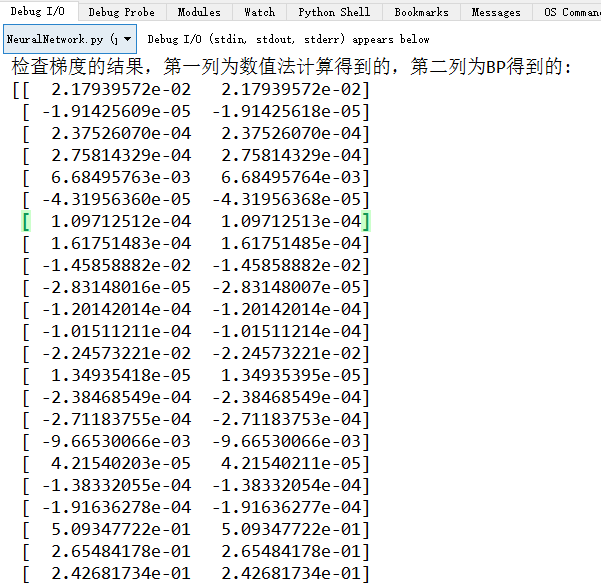 Debug I/O Debug Probe Modules Watch Python Shell Bookmarks Messages OS Comman
NeuralNetwork.py (p Debug I/O (stdin, stdout, stderr) appears below
检查梯度的结果，第一列为数值法计算得到的，第二列为BP得到的:
[[ 2.17939572e-02 2.17939572e-02]
[ -1.91425609e-05 -1.91425618e-05]
[ 2.37526070e-04 2.37526070e-04]
[ 2.75814329e-04 2.75814329e-04]
[ 6.68495763e-03 6.68495764e-03]
[ -4.31956360e-05 -4.31956368e-05]
[ 1.09712512e-04 1.09712513e-04]
[ 1.61751483e-04 1.61751485e-04]
[ -1.45858882e-02 -1.45858882e-02]
[ -2.83148016e-05 -2.83148007e-05]
[ -1.20142014e-04 -1.20142014e-04]
[ -1.01511211e-04 -1.01511214e-04]
[ -2.24573221e-02 -2.24573221e-02]
[ 1.34935418e-05 1.34935395e-05]
[ -2.38468549e-04 -2.38468549e-04]
[ -2.71183755e-04 -2.71183753e-04]
[ -9.66530066e-03 -9.66530066e-03]
[ 4.21540203e-05 4.21540211e-05]
[ -1.38332055e-04 -1.38332054e-04]
[ -1.91636278e-04 -1.91636277e-04]
[ 5.09347722e-01 5.09347722e-01]
[ 2.65484178e-01 2.65484178e-01]
[ 2.42681734e-01 2.42681734e-01]